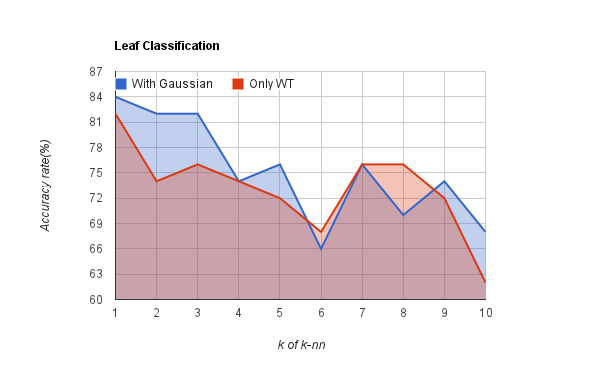 Leaf Classification
With Gaussian Only WT
Accuracy rate(%)
87
84
81
78
75
72
69
66
63
60
1 2 3 4 5 6 7 8 9 10
k of k-nn